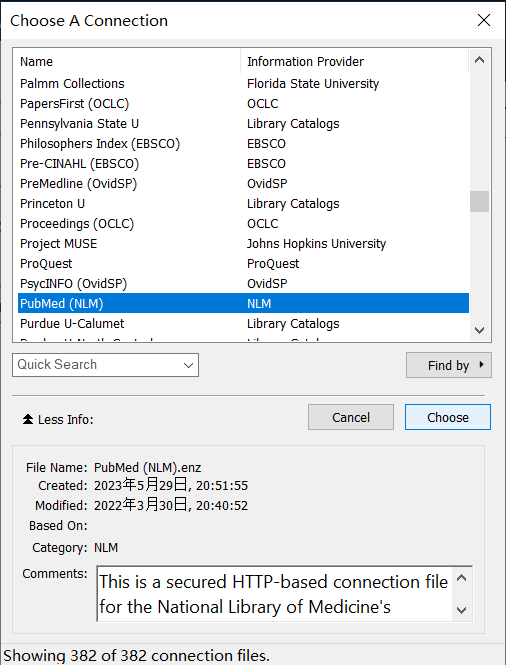 Choose A Connection
Name Information Provider
Palmm Collections Florida State University
PapersFirst (OCLC) OCLC
Pennsylvania State U Library Catalogs
Philosophers Index (EBSCO) EBSCO
Pre-CINAHL (EBSCO) EBSCO
PreMedline (OvidSP) OvidSP
Princeton U Library Catalogs
Proceedings (OCLC) OCLC
Project MUSE Johns Hopkins University
ProQuest ProQuest
PsycINFO (OvidSP) OvidSP
PubMed (NLM) NLM
Purdue U-Calumet Library Catalogs
Quick Search Find by
Less Info: Cancel Choose
File Name: PubMed (NLM).enz
Created: 2023年5月29日, 20:51:55
Modified: 2022年3月30日, 20:40:52
Based On:
Category: NLM
Comments: This is a secured HTTP-based connection file
for the National Library of Medicine's
Showing 382 of 382 connection files.